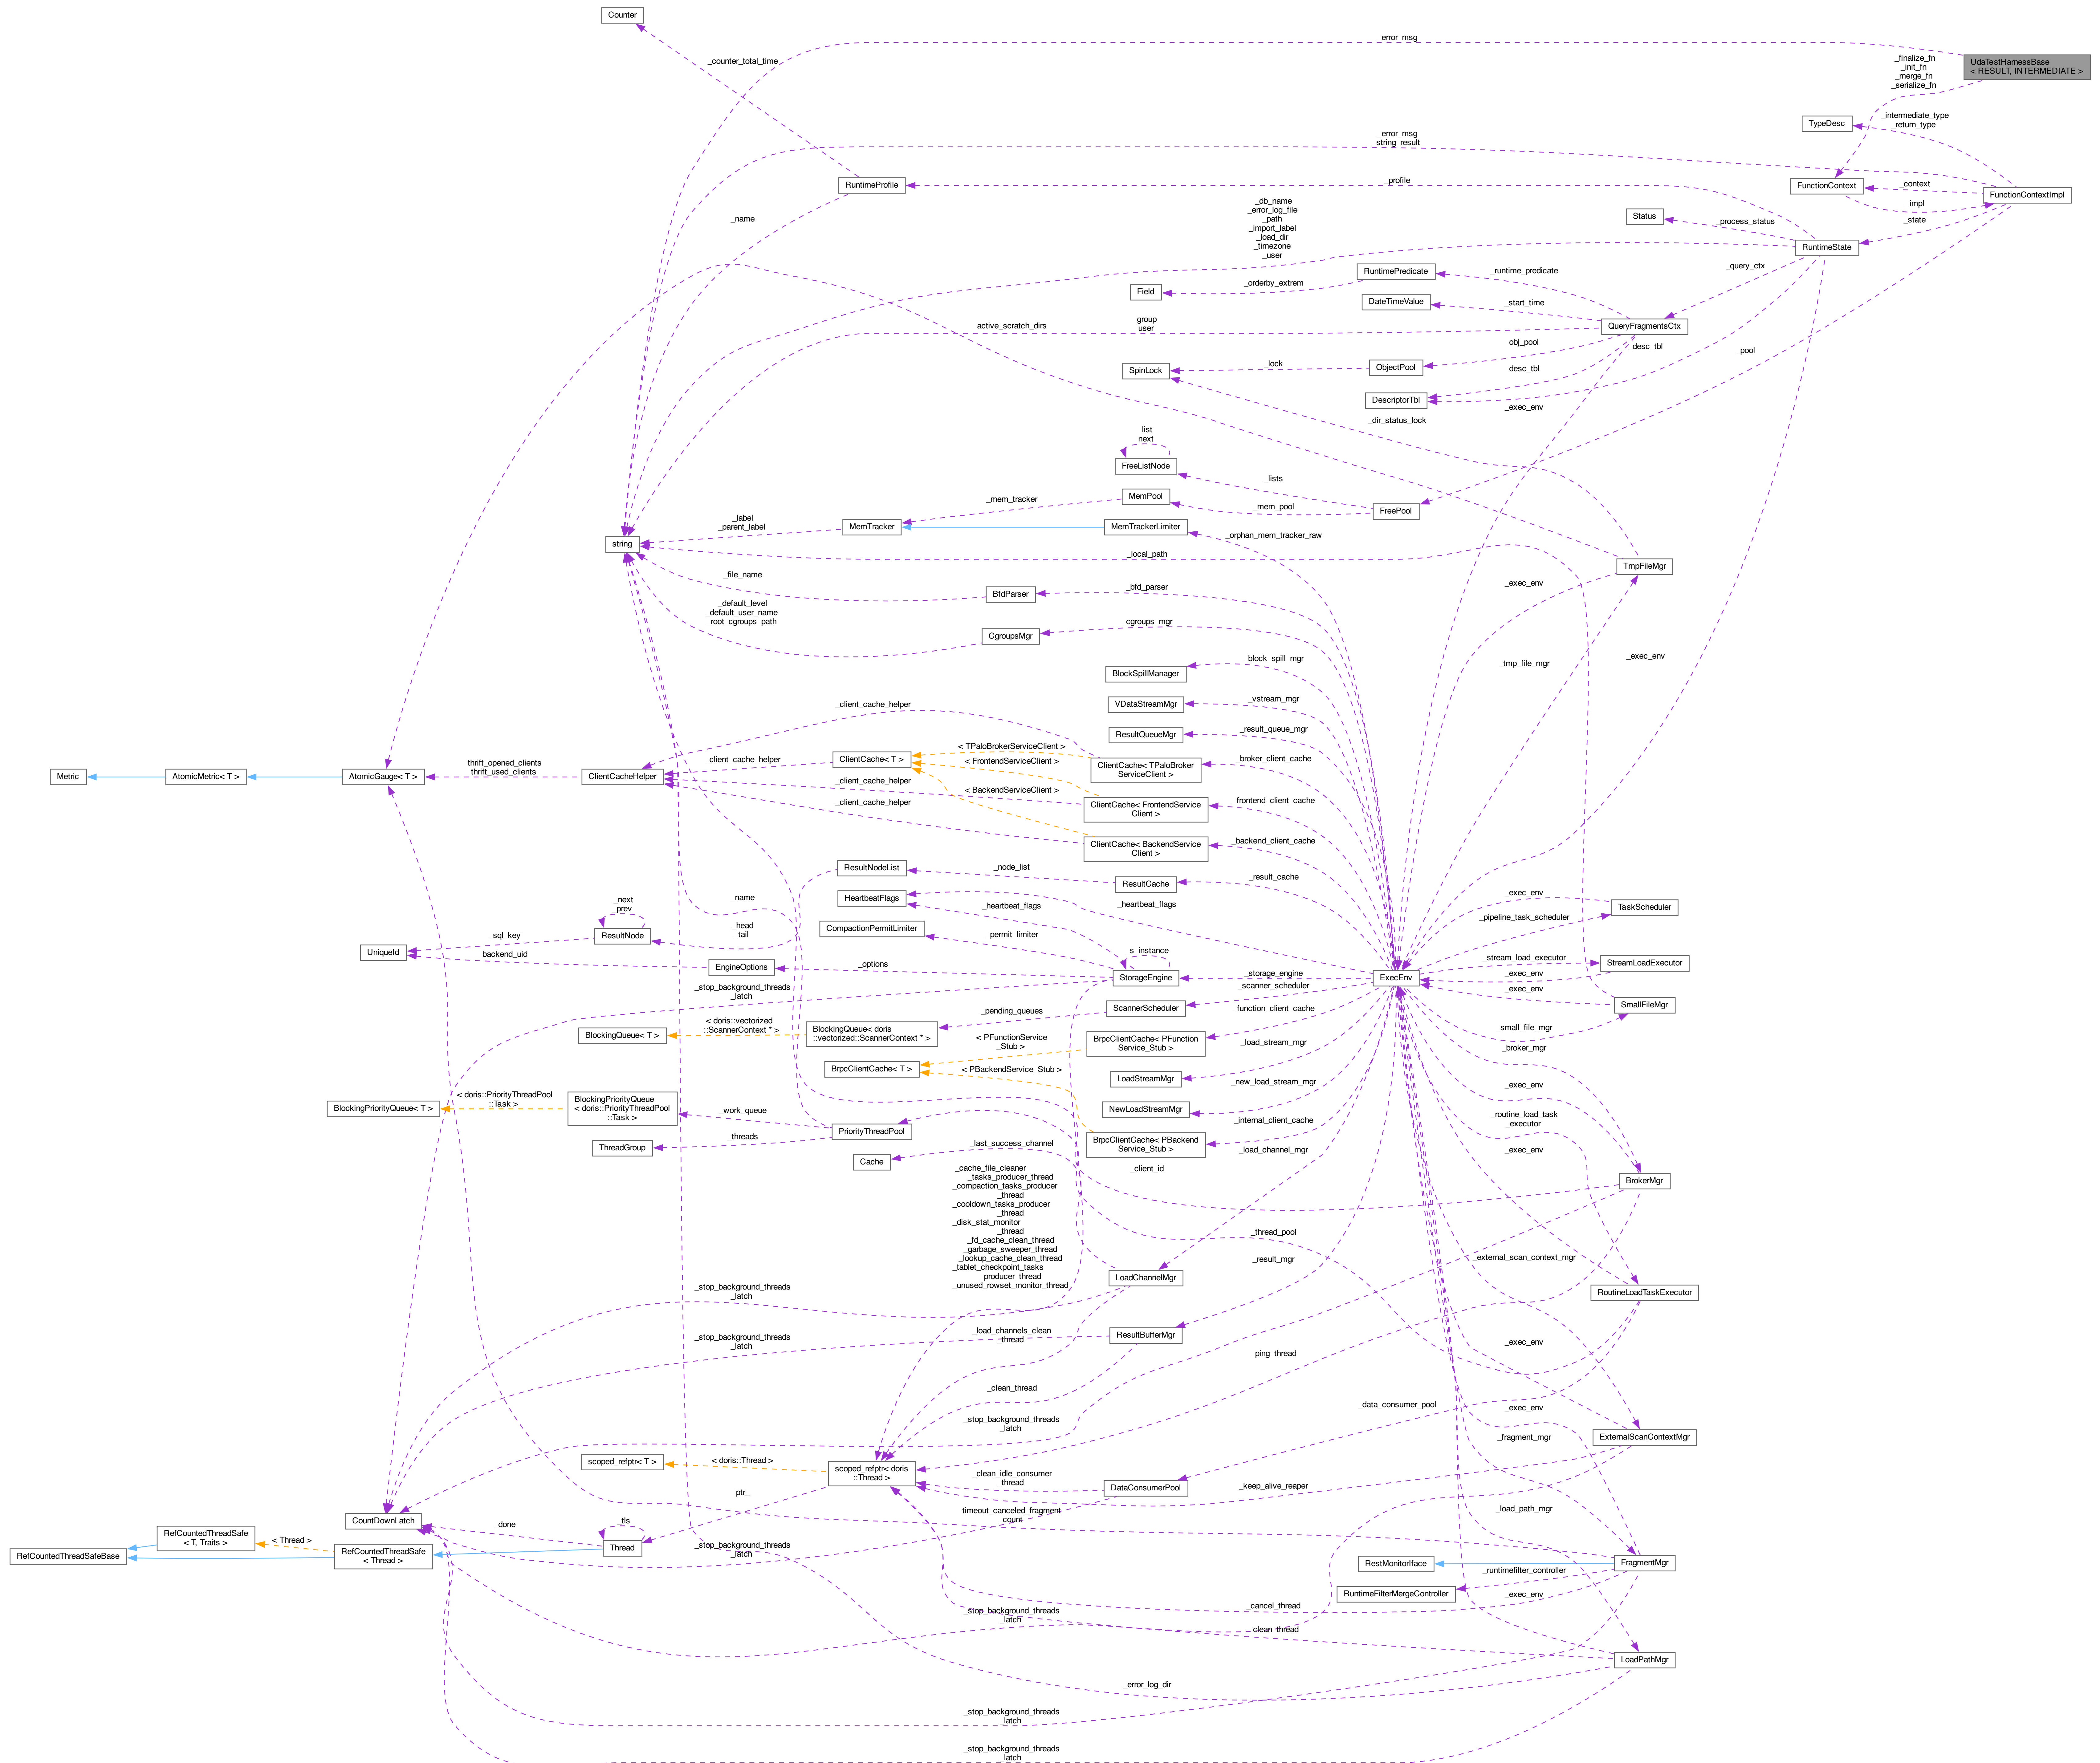 Counter
_error_msg
_counter_total_time
UdaTestHarnessBase
< RESULT, INTERMEDIATE >
_finalize_fn
_init_fn
_merge_fn
_serialize_fn
TypeDesc
_intermediate_type
_return_type
_error_msg
_string_result
RuntimeProfile
_profile
FunctionContext
_context
_impl
FunctionContextImpl
_name
_db_name
_error_log_file
_path
_import_label
_load_dir
_timezone
_user
Status
_process_status
_state
RuntimeState
_query_ctx
RuntimePredicate
_runtime_predicate
Field
_orderby_extrem
DateTimeValue
_start_time
active_scratch_dirs
group
user
QueryFragmentsCtx
obj_pool
_desc_tbl
_pool
SpinLock
_lock
ObjectPool
desc_tbl
DescriptorTbl
_exec_env
_dir_status_lock
list
next
FreeListNode
_lists
MemPool
_mem_tracker
_mem_pool
FreePool
_label
_parent_label
MemTracker
MemTrackerLimiter
_orphan_mem_tracker_raw
string
_local_path
TmpFileMgr
_file_name
BfdParser
_bfd_parser
_exec_env
_default_level
_default_user_name
_root_cgroups_path
CgroupsMgr
_cgroups_mgr
_exec_env
BlockSpillManager
_block_spill_mgr
_tmp_file_mgr
VDataStreamMgr
_vstream_mgr
_client_cache_helper
ResultQueueMgr
_result_queue_mgr
< TPaloBrokerServiceClient >
Metric
AtomicMetric< T >
AtomicGauge< T >
thrift_opened_clients
thrift_used_clients
ClientCacheHelper
_client_cache_helper
ClientCache< T >
< FrontendServiceClient >
ClientCache< TPaloBroker
ServiceClient >
_broker_client_cache
_client_cache_helper
< BackendServiceClient >
ClientCache< FrontendService
Client >
_frontend_client_cache
_client_cache_helper
ClientCache< BackendService
Client >
_backend_client_cache
ResultNodeList
_node_list
ResultCache
_result_cache
HeartbeatFlags
_heartbeat_flags
_heartbeat_flags
_exec_env
TaskScheduler
_pipeline_task_scheduler
_next
_prev
_name
_head
_tail
CompactionPermitLimiter
_permit_limiter
_s_instance
ResultNode
_sql_key
UniqueId
backend_uid
EngineOptions
_options
StorageEngine
_storage_engine
ExecEnv
_stream_load_executor
StreamLoadExecutor
_exec_env
_stop_background_threads
_latch
_scanner_scheduler
_exec_env
SmallFileMgr
ScannerScheduler
_pending_queues
BlockingQueue< T >
< doris::vectorized
::ScannerContext * >
BlockingQueue< doris
::vectorized::ScannerContext * >
_function_client_cache
_small_file_mgr
< PFunctionService
_Stub >
BrpcClientCache< PFunction
Service_Stub >
_load_stream_mgr
_broker_mgr
BrpcClientCache< T >
< PBackendService_Stub >
LoadStreamMgr
_new_load_stream_mgr
_exec_env
BlockingPriorityQueue< T >
< doris::PriorityThreadPool
::Task >
BlockingPriorityQueue
< doris::PriorityThreadPool
::Task >
_work_queue
NewLoadStreamMgr
_internal_client_cache
_routine_load_task
_executor
PriorityThreadPool
ThreadGroup
_threads
BrpcClientCache< PBackend
Service_Stub >
_load_channel_mgr
_exec_env
Cache
_last_success_channel
_client_id
BrokerMgr
_cache_file_cleaner
_tasks_producer_thread
_compaction_tasks_producer
_thread
_cooldown_tasks_producer
_thread
_disk_stat_monitor
_thread
_fd_cache_clean_thread
_garbage_sweeper_thread
_lookup_cache_clean_thread
_tablet_checkpoint_tasks
_producer_thread
_unused_rowset_monitor_thread
_thread_pool
_result_mgr
_external_scan_context_mgr
LoadChannelMgr
RoutineLoadTaskExecutor
_stop_background_threads
_latch
_load_channels_clean
_thread
ResultBufferMgr
_stop_background_threads
_latch
_ping_thread
_exec_env
_clean_thread
_data_consumer_pool
_exec_env
_stop_background_threads
_latch
_fragment_mgr
ExternalScanContextMgr
scoped_refptr< T >
< doris::Thread >
scoped_refptr< doris
::Thread >
_clean_idle_consumer
_thread
DataConsumerPool
_keep_alive_reaper
ptr_
timeout_canceled_fragment
_count
_load_path_mgr
CountDownLatch
_done
_tls
Thread
RefCountedThreadSafeBase
RefCountedThreadSafe
< T, Traits >
< Thread >
RefCountedThreadSafe
< Thread >
_stop_background_threads
_latch
RestMonitorIface
FragmentMgr
_runtimefilter_controller
RuntimeFilterMergeController
_exec_env
_cancel_thread
_stop_background_threads
_latch
_clean_thread
LoadPathMgr
_error_log_dir
_stop_background_threads
_latch
_stop_background_threads
_latch